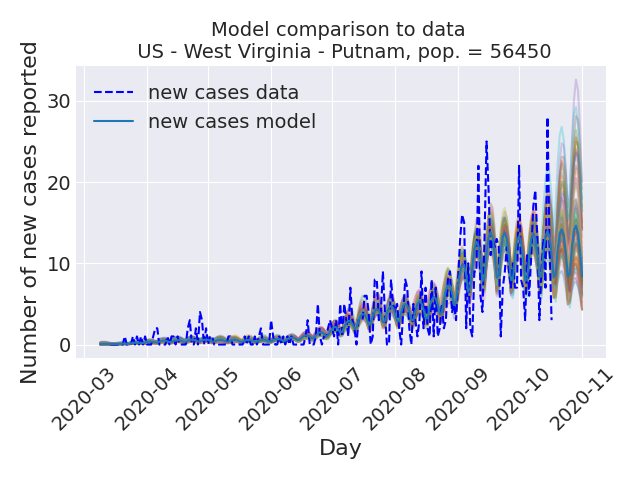 Model comparison to data
US - West Virginia - Putnam, pop. = 56450
Number of new cases reported
new cases data
new cases model
30
20
10
0
2020-03
2020-04
2020-05
2020-06
2020-07
2020-08
2020-09
2020-10
2020-11
Day